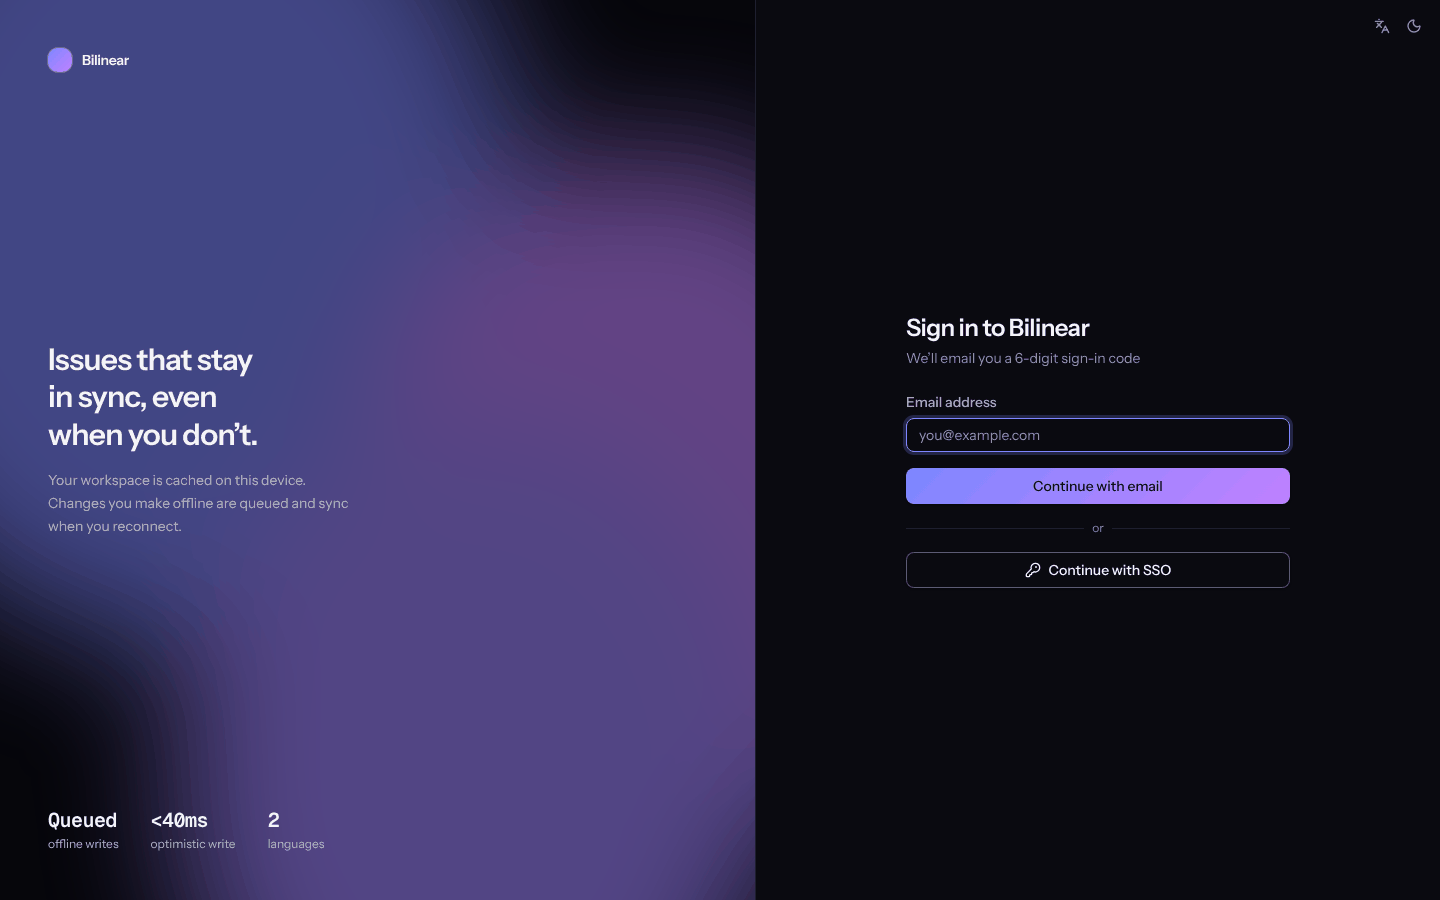 Bilinear
Issues that stay
in sync, even
when you don’t.
Your workspace is cached on this device.
Changes you make offline are queued and sync
when you reconnect.
Queued
offline writes
<40ms
optimistic write
2
languages
Sign in to Bilinear
We’ll email you a 6-digit sign-in code
Email address
you@example.com
Continue with email
or
Continue with SSO